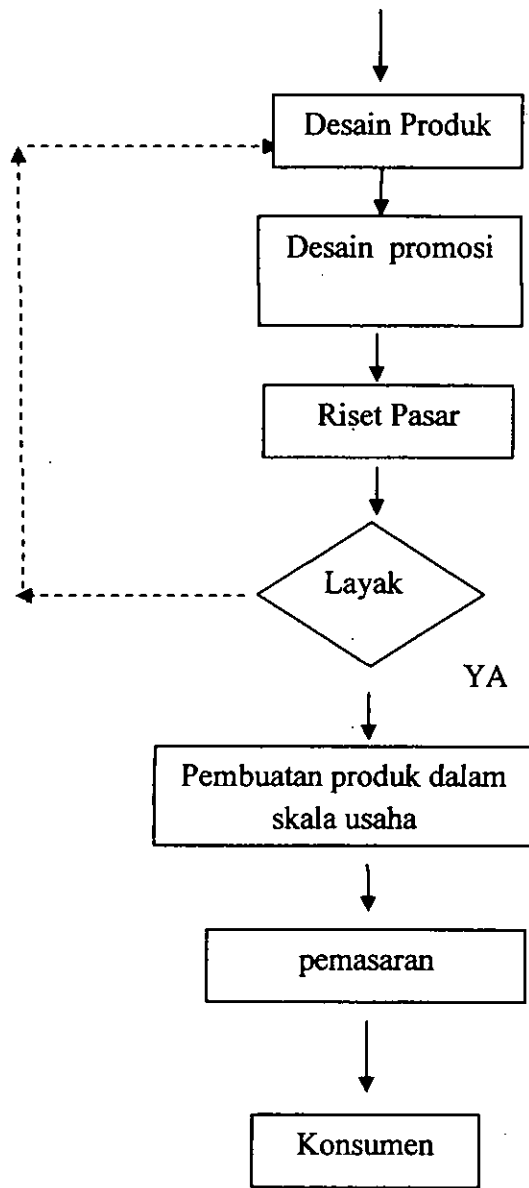 Desain Produk
Desain promosi
Riset Pasar
Layak
YA
Pembuatan produk dalam
skala usaha
pemasaran
Konsumen